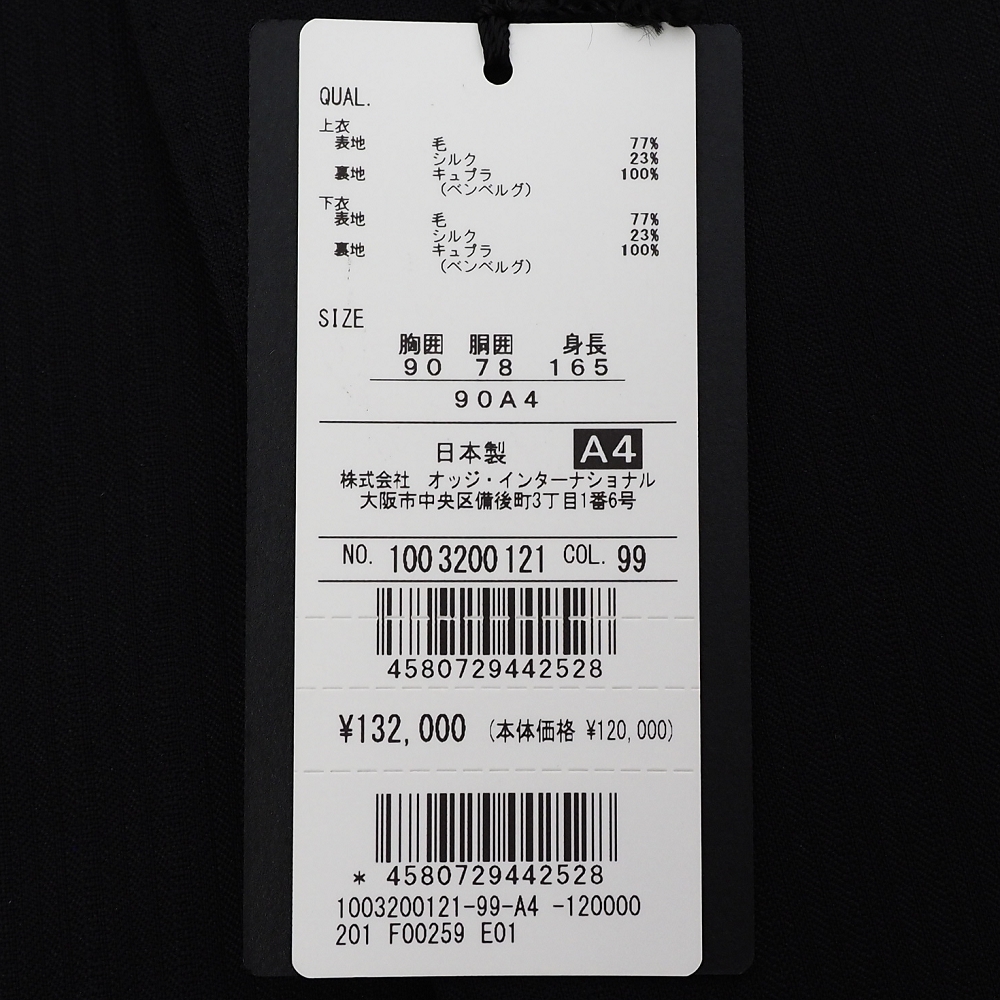 QUAL.
上衣
表地 毛 77%
シルク 23%
裏地 キュプラ 100%
(ベンベルグ)
下衣
表地 毛 77%
シルク 23%
裏地 キュプラ 100%
(ベンベルグ)
SIZE
胸囲 胴囲 身長
90 78 165
90A4
日本製 A4
株式会社 オッジ・インターナショナル
大阪市中央区備後町3丁目1番6号
NO. 1003200121 COL. 99
4580729442528
¥132,000 (本体価格 ¥120,000)
* 4580729442528
1003200121-99-A4 -120000
201 F00259 E01